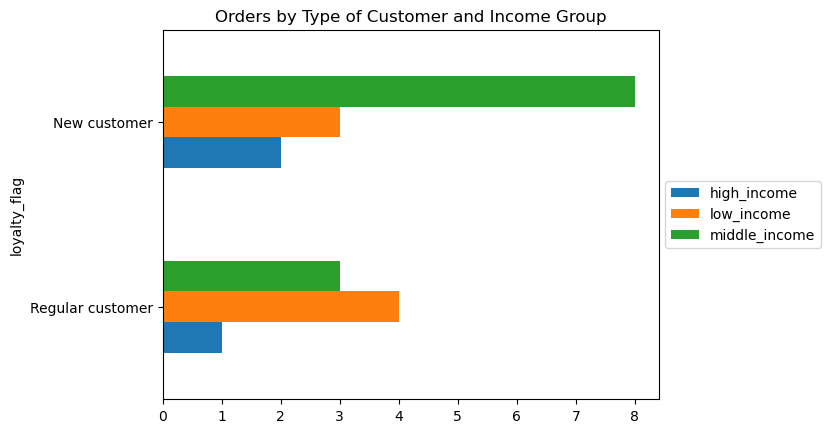 Orders by Type of Customer and Income Group
New customer
Regular customer
loyalty_flag
0 1 2 3 4 5 6 7 8
high_income
low_income
middle_income